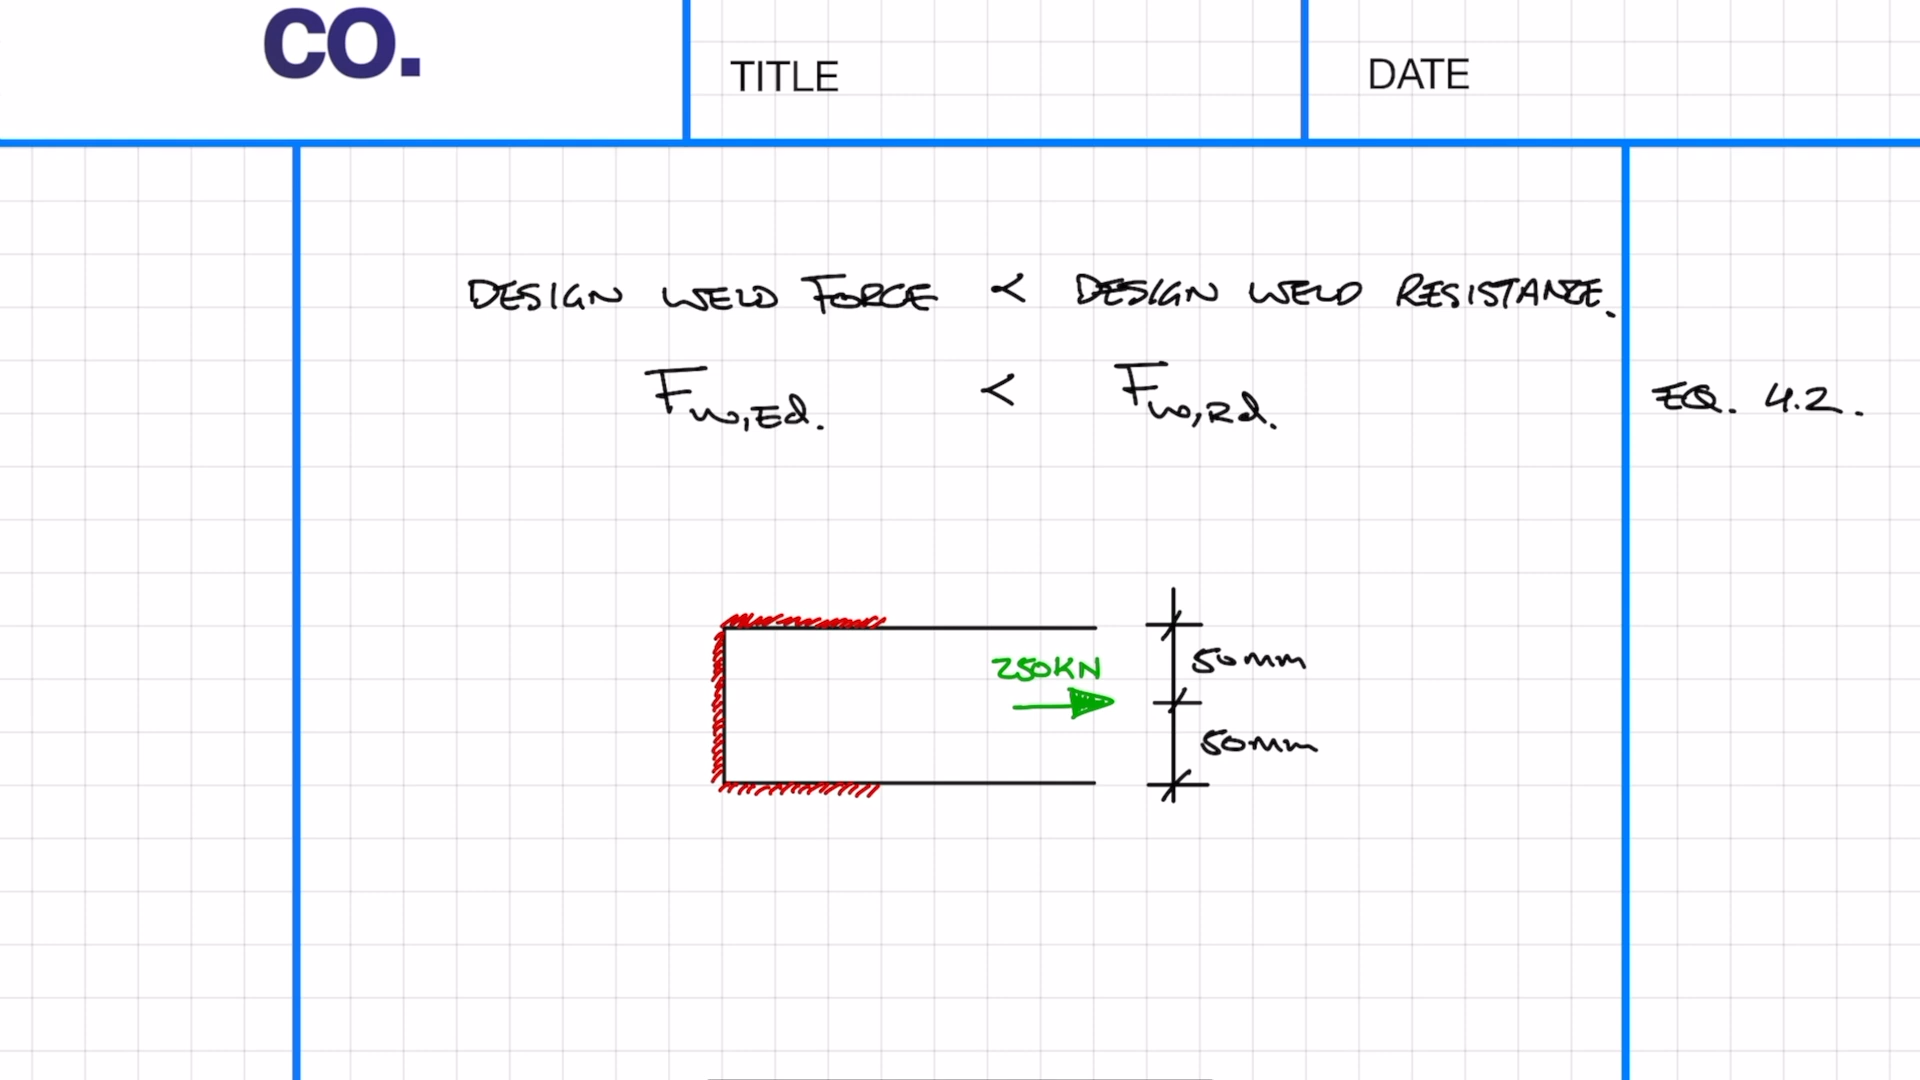 CO.
TITLE
DATE
DESIGN WELD FORCE < DESIGN WELD RESISTANCE.
Fw,Ed. < Fw,Rd.
EQ. 4.2.
250KN
50mm
50mm